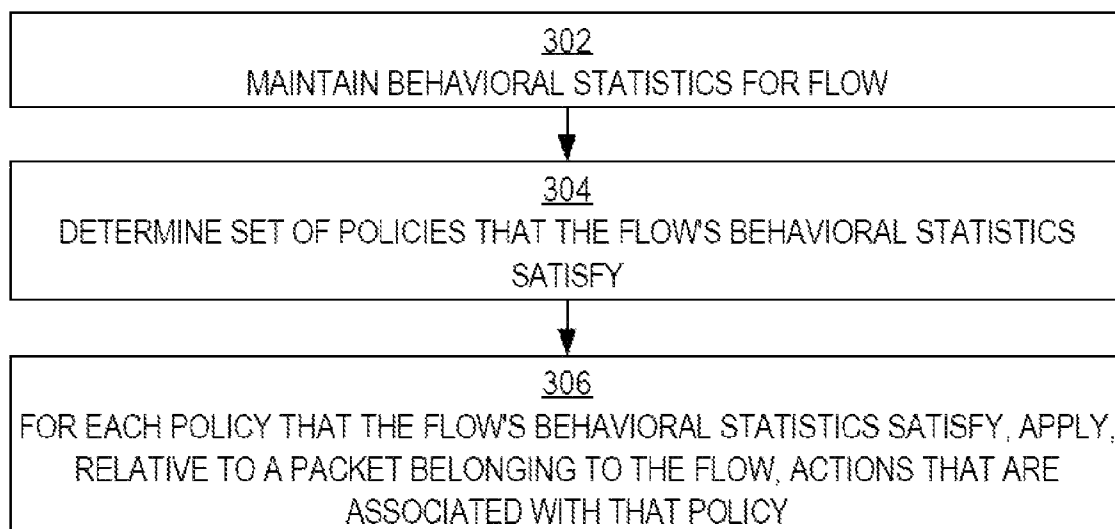 302
MAINTAIN BEHAVIORAL STATISTICS FOR FLOW
304
DETERMINE SET OF POLICIES THAT THE FLOW'S BEHAVIORAL STATISTICS
SATISFY
306
FOR EACH POLICY THAT THE FLOW'S BEHAVIORAL STATISTICS SATISFY, APPLY,
RELATIVE TO A PACKET BELONGING TO THE FLOW, ACTIONS THAT ARE
ASSOCIATED WITH THAT POLICY